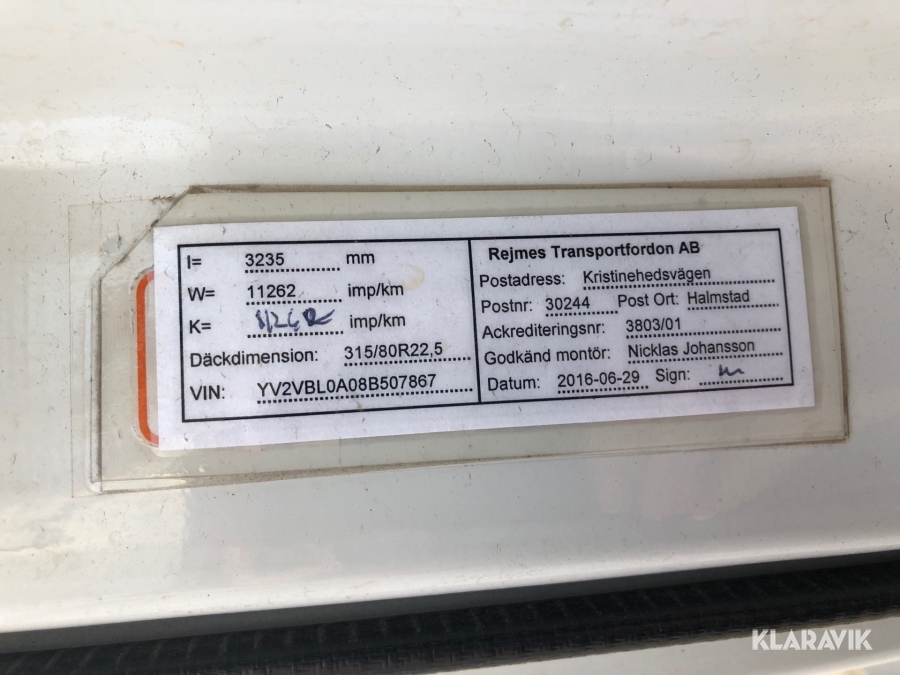 l= 3235 mm
W= 11262 imp/km
K= imp/km
Däckdimension: 315/80R22,5
VIN: YV2VBL0A08B507867
Rejmes Transportfordon AB
Postadress: Kristinehedsvägen
Postnr: 30244 Post Ort: Halmstad
Ackrediteringsnr: 3803/01
Godkänd montör: Nicklas Johansson
Datum: 2016-06-29 Sign:
KLARAVIK